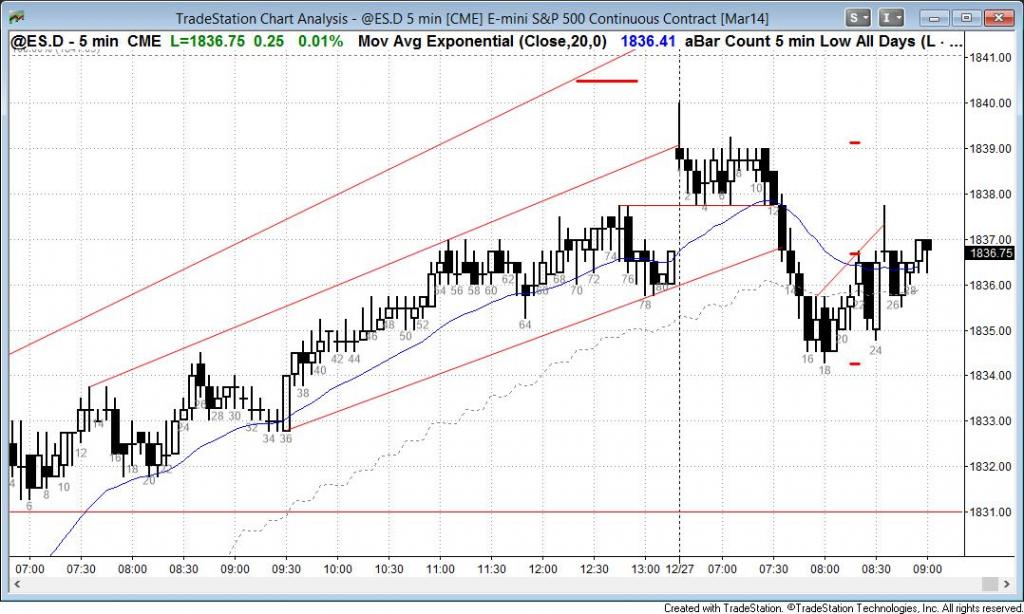 TradeStation Chart Analysis - @ES.D 5 min [CME] E-mini S&P 500 Continuous Contract [Mar14]
S I
@ES.D - 5 min CME L=1836.75 0.25 0.01% Mov Avg Exponential (Close,20,0) 1836.41 aBar Count 5 min Low All Days (L · ...
1841.00
1840.00
1839.00
1838.00
1837.00
1836.75
1836.00
1835.00
1834.00
1833.00
1832.00
1831.00
2 4 6 8 10 12
74 76 78
54 56 58 60 62 64 68 70 72
14 16 18 20 22 24 26 28
42 44 46 48 50 52
38 40
26 28 30 32 34 36
4 6 8 10 12 14 16 18 20 22 24
07:00 07:30 08:00 08:30 09:00 09:30 10:00 10:30 11:00 11:30 12:00 12:30 13:00 12/27 07:00 07:30 08:00 08:30 09:00
Created with TradeStation. ©TradeStation Technologies, Inc. All rights reserved.